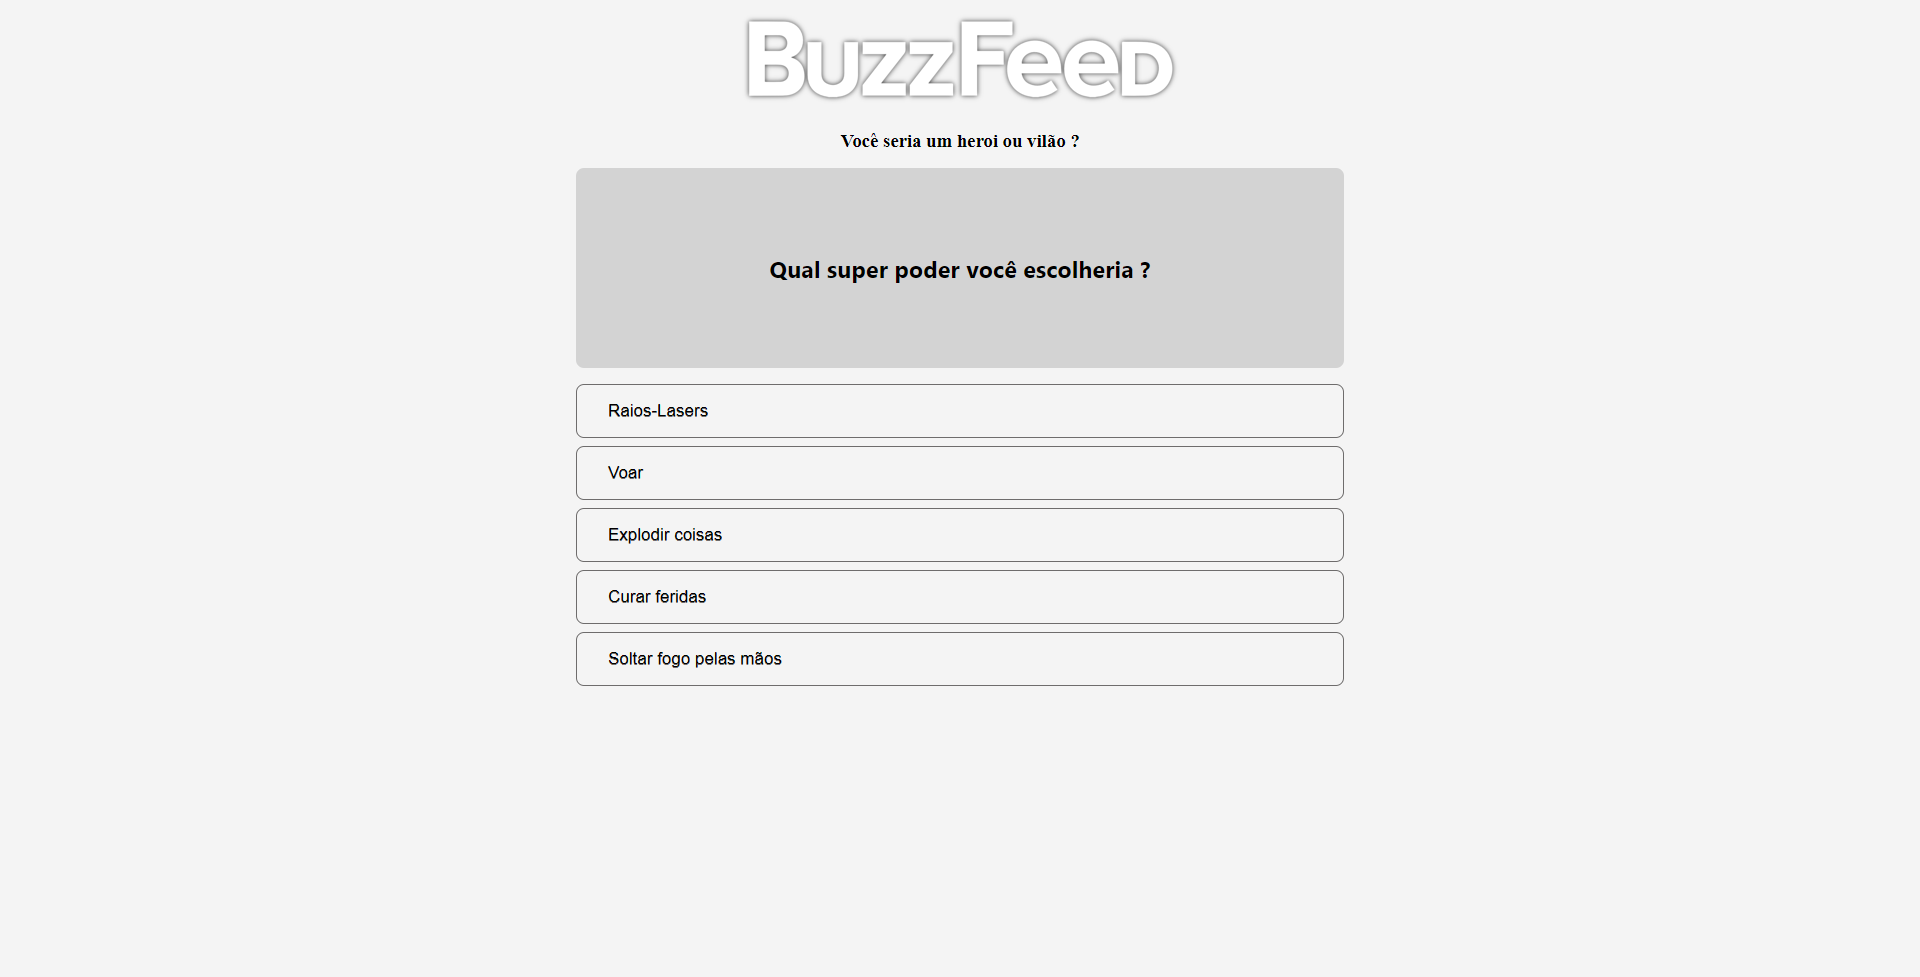 BuzzFeed
Você seria um heroi ou vilão ?
Qual super poder você escolheria ?
Raios-Lasers
Voar
Explodir coisas
Curar feridas
Soltar fogo pelas mãos